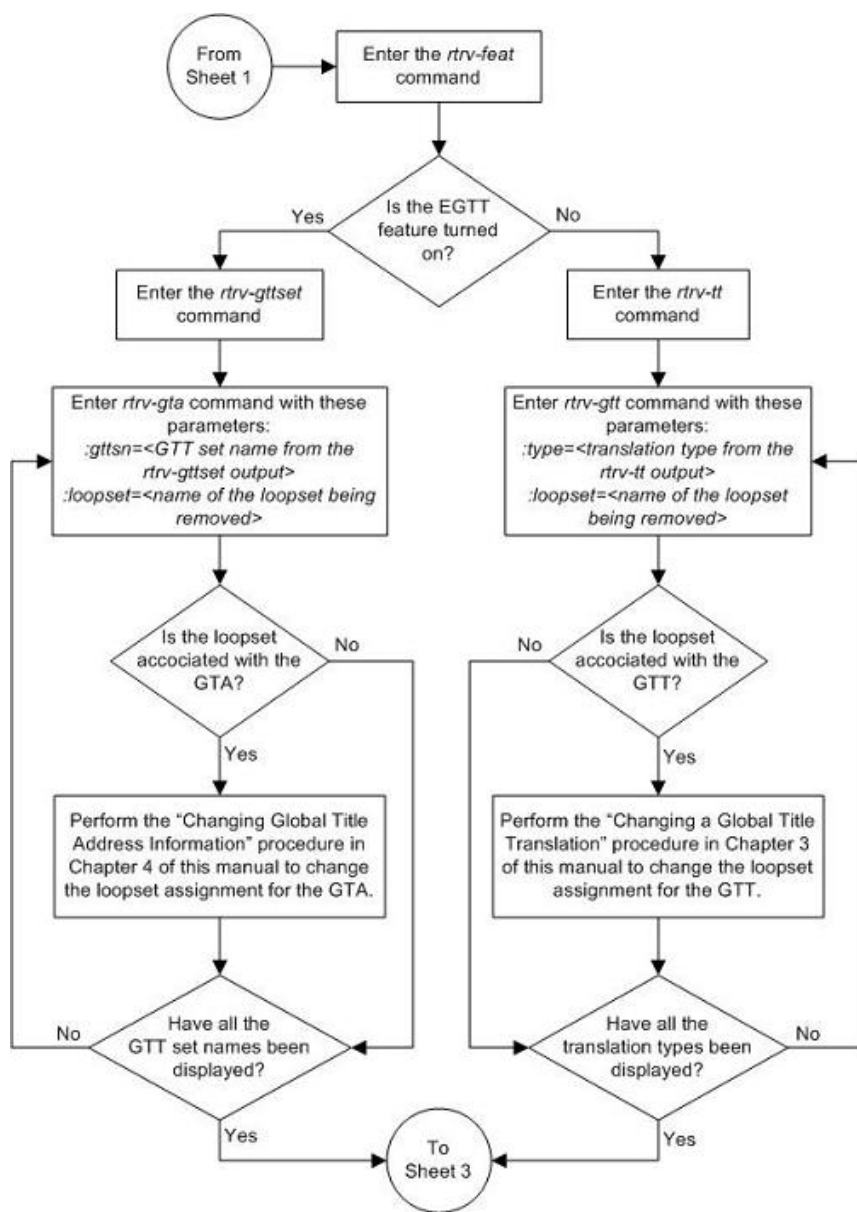 From
Sheet 1
Enter the rtrv-feat
command
Is the EGTT
feature turned
on?
Yes
No
Enter the rtrv-gttset
command
Enter the rtrv-tt
command
Enter rtrv-gta command with these
parameters:
:gttsn=<GTT set name from the
rtrv-gttset output>
:loopset=<name of the loopset being
removed>
Enter rtrv-gtt command with these
parameters:
:type=<translation type from the
rtrv-tt output>
:loopset=<name of the loopset
being removed>
Is the loopset
accociated with the
GTA?
No
Yes
No
Is the loopset
accociated with the
GTT?
Yes
Perform the “Changing Global Title
Address Information” procedure in
Chapter 4 of this manual to change
the loopset assignment for the GTA.
Perform the “Changing a Global Title
Translation” procedure in Chapter 3
of this manual to change the loopset
assignment for the GTT.
No
Have all the
GTT set names been
displayed?
Yes
Have all the
translation types been
displayed?
No
Yes
To
Sheet 3